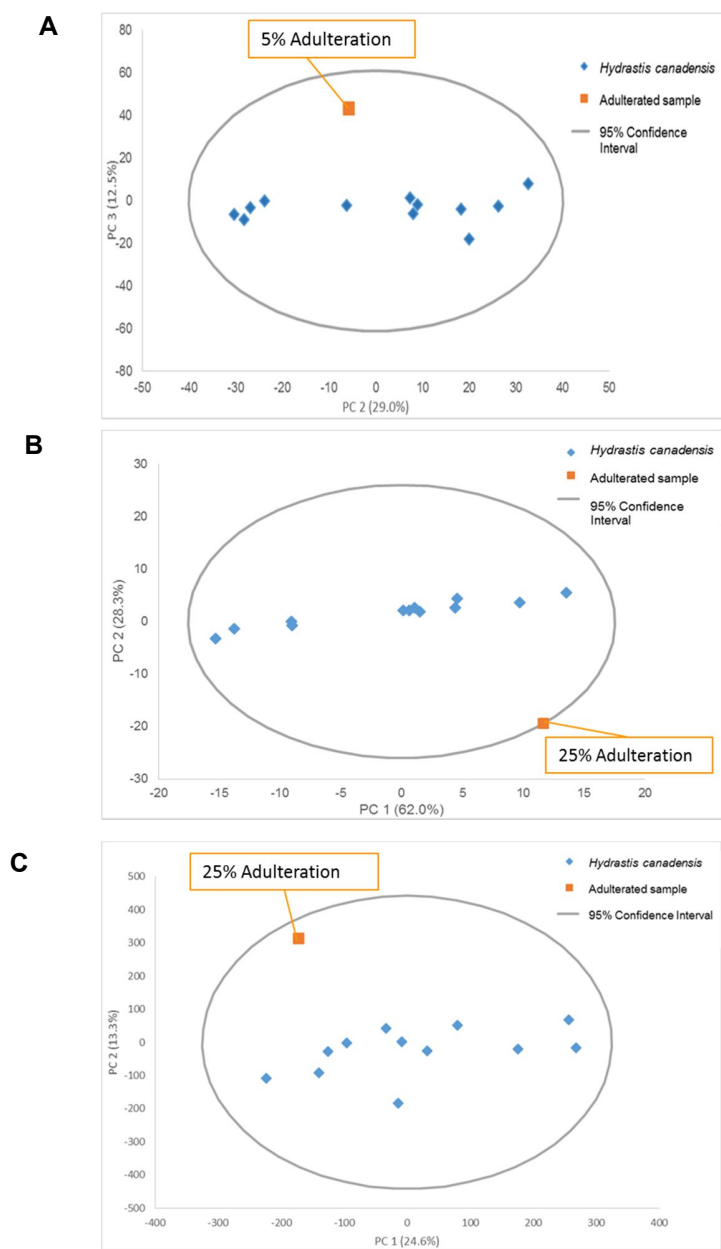 A
5% Adulteration
Hydrastis canadensis
Adulterated sample
95% Confidence
Interval
80
60
40
20
0
-20
-40
-60
-80
PC 3 (12.5%)
-50 -40 -30 -20 -10 0 10 20 30 40 50
PC 2 (29.0%)
B
Hydrastis canadensis
Adulterated sample
95% Confidence
Interval
30
20
10
0
-10
-20
-30
PC 2 (28.3%)
25% Adulteration
-20 -15 -10 -5 0 5 10 15 20
PC 1 (62.0%)
C
25% Adulteration
Hydrastis canadensis
Adulterated sample
95% Confidence Interval
500
400
300
200
100
0
-100
-200
-300
-400
-500
PC 2 (13.3%)
-400 -300 -200 -100 0 100 200 300 400
PC 1 (24.6%)